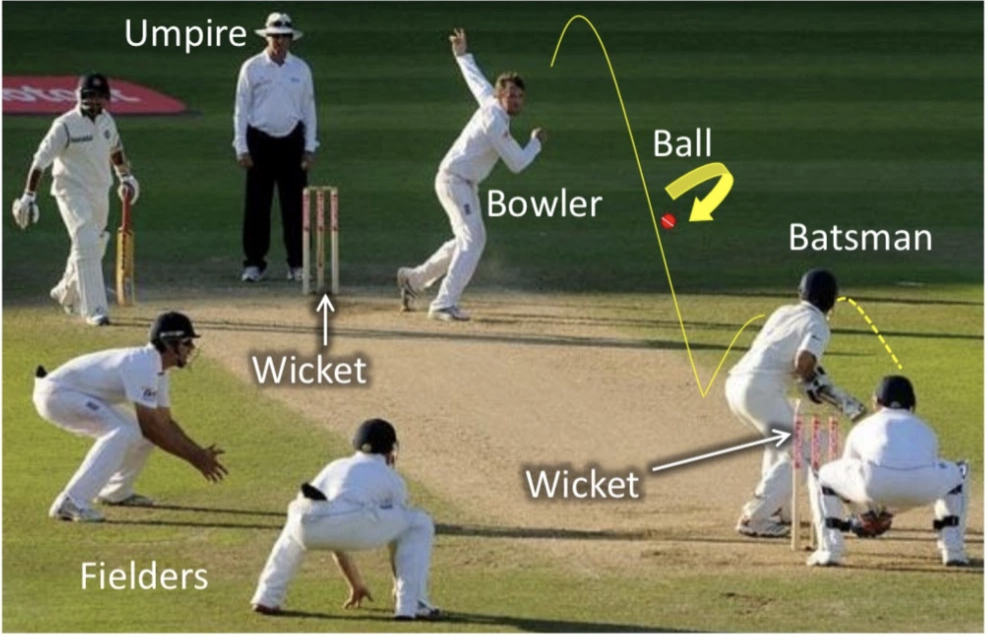 Umpire
Ball
Bowler
Batsman
Wicket
Wicket
Fielders